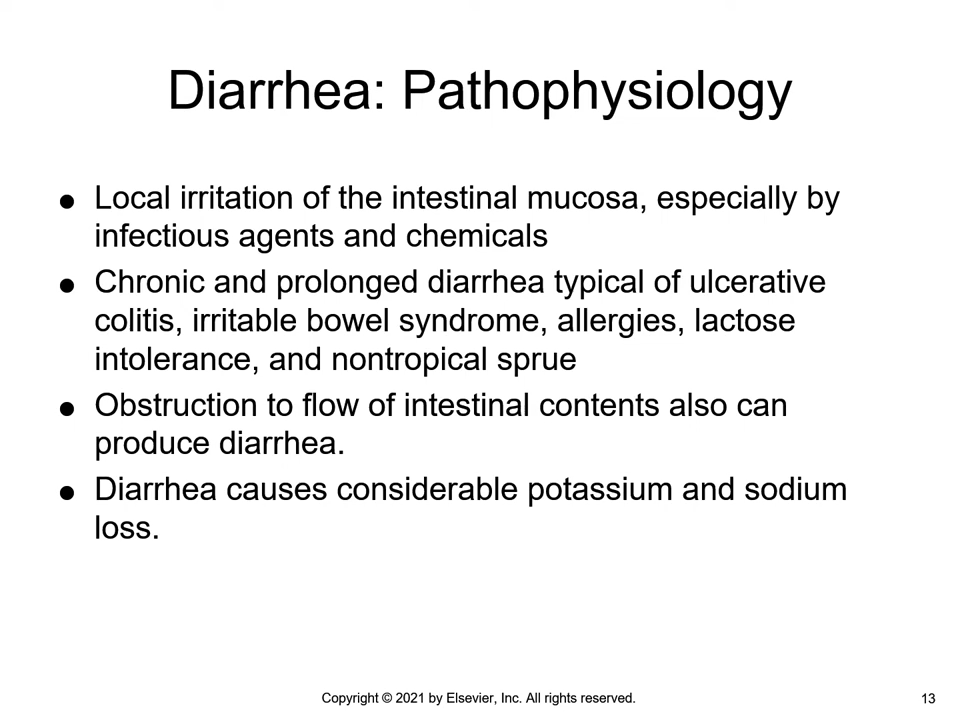 Diarrhea: Pathophysiology
● Local irritation of the intestinal mucosa, especially by
infectious agents and chemicals
● Chronic and prolonged diarrhea typical of ulcerative
colitis, irritable bowel syndrome, allergies, lactose
intolerance, and nontropical sprue
● Obstruction to flow of intestinal contents also can
produce diarrhea.
● Diarrhea causes considerable potassium and sodium
loss.
Copyright © 2021 by Elsevier, Inc. All rights reserved.
13